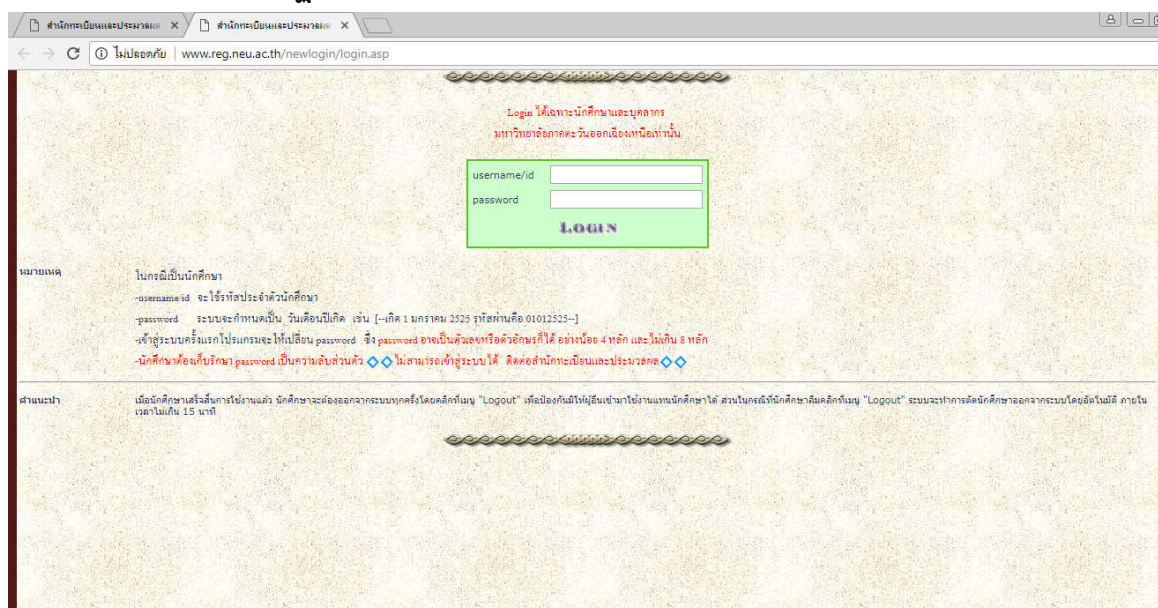 สำนักทะเบียนและประมวลผล
สำนักทะเบียนและประมวลผล
ไม่ปลอดภัย | www.reg.neu.ac.th/newlogin/login.asp
Login ได้เฉพาะนักศึกษาและบุคลากร
มหาวิทยาลัยภาคตะวันออกเฉียงเหนือเท่านั้น
username/id
password
LOGIN
หมายเหตุ
ในกรณีเป็นนักศึกษา
-username/id จะใช้รหัสประจำตัวนักศึกษา
-password ระบบจะกำหนดเป็น วันเดือนปีเกิด เช่น [--เกิด 1 มกราคม 2525 รหัสผ่านคือ 01012525--]
-เข้าสู่ระบบครั้งแรกโปรแกรมจะให้เปลี่ยน password ซึ่ง password อาจเป็นตัวเลขหรือตัวอักษรก็ได้ อย่างน้อย 4 หลัก และ ไม่เกิน 8 หลัก
-นักศึกษาต้องเก็บรักษา password เป็นความลับส่วนตัว ไม่สามารถเข้าสู่ระบบได้ ติดต่อสำนักทะเบียนและประมวลผล
คำแนะนำ
เมื่อนักศึกษาเสร็จสิ้นการใช้งานแล้ว นักศึกษาจะต้องออกจากระบบทุกครั้งโดยคลิกที่เมนู "Logout" เพื่อป้องกันมิให้ผู้อื่นเข้ามาใช้งานแทนนักศึกษาได้ ส่วนในกรณีที่นักศึกษาลืมคลิกที่เมนู "Logout" ระบบจะทำการตัดนักศึกษาออกจากระบบโดยอัตโนมัติ ภายใน
เวลาไม่เกิน 15 นาที